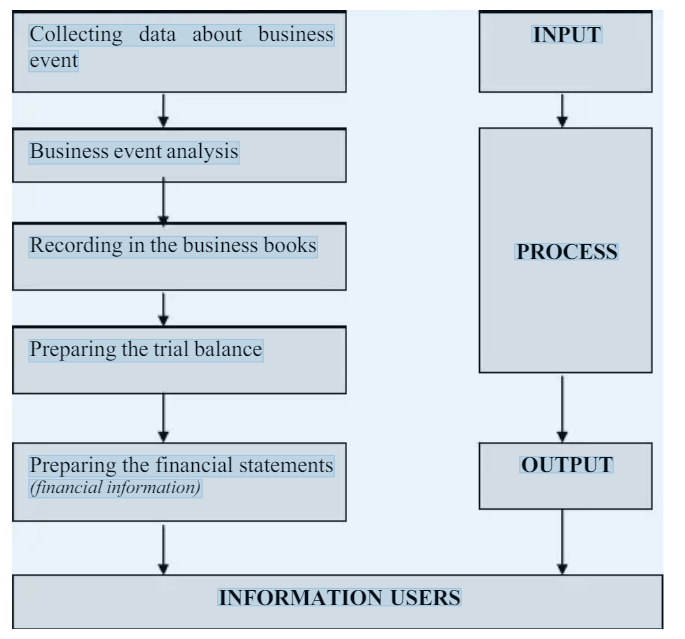 Collecting data about business
event
INPUT
Business event analysis
Recording in the business books
PROCESS
Preparing the trial balance
Preparing the financial statements
(financial information)
OUTPUT
INFORMATION USERS